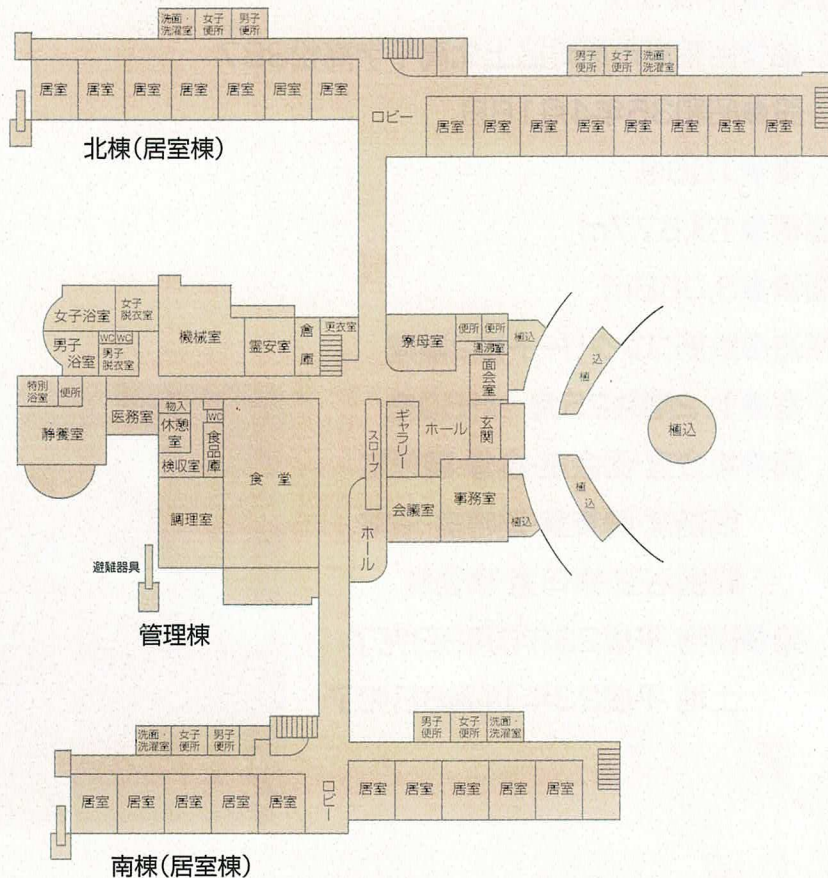 洗面・
洗濯室
女子
便所
男子
便所
男子
便所
女子
便所
洗面・
洗濯室
居室
居室
居室
居室
居室
居室
居室
ロビー
居室
居室
居室
居室
居室
居室
居室
居室
北棟(居室棟)
女子浴室
女子
脱衣室
機械室
霊安室
倉庫
更衣室
男子
浴室
WC
WC
男子
脱衣室
寮母室
便所
便所
面会室
植込
植込
植込
特別
浴室
便所
静養室
医務室
物入
休憩
室
WC
食品庫
検収室
調理室
食堂
スロープ
ギャラリー
ホール
玄関
会議室
事務室
ホール
植込
植込
避難器具
管理棟
洗面・
洗濯室
女子
便所
男子
便所
男子
便所
女子
便所
洗面・
洗濯室
居室
居室
居室
居室
居室
ロビー
居室
居室
居室
居室
居室
南棟(居室棟)